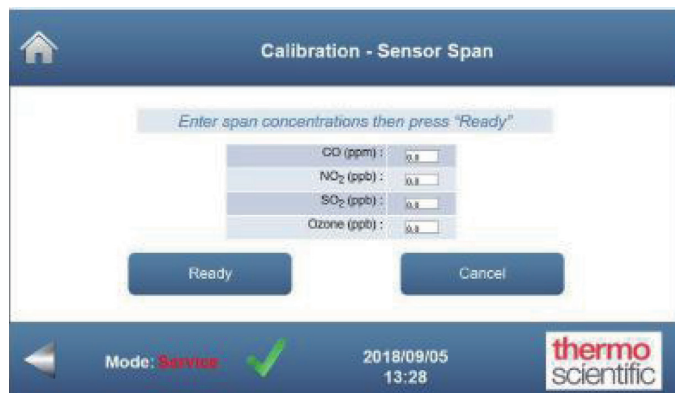 Calibration - Sensor Span
Enter span concentrations then press "Ready"
CO (ppm) : 0.0
NO₂ (ppb) : 0.0
SO₂ (ppb) : 0.0
Ozone (ppb) : 0.0
Ready Cancel
Mode: Service 2018/09/05
13:28
thermo
scientific